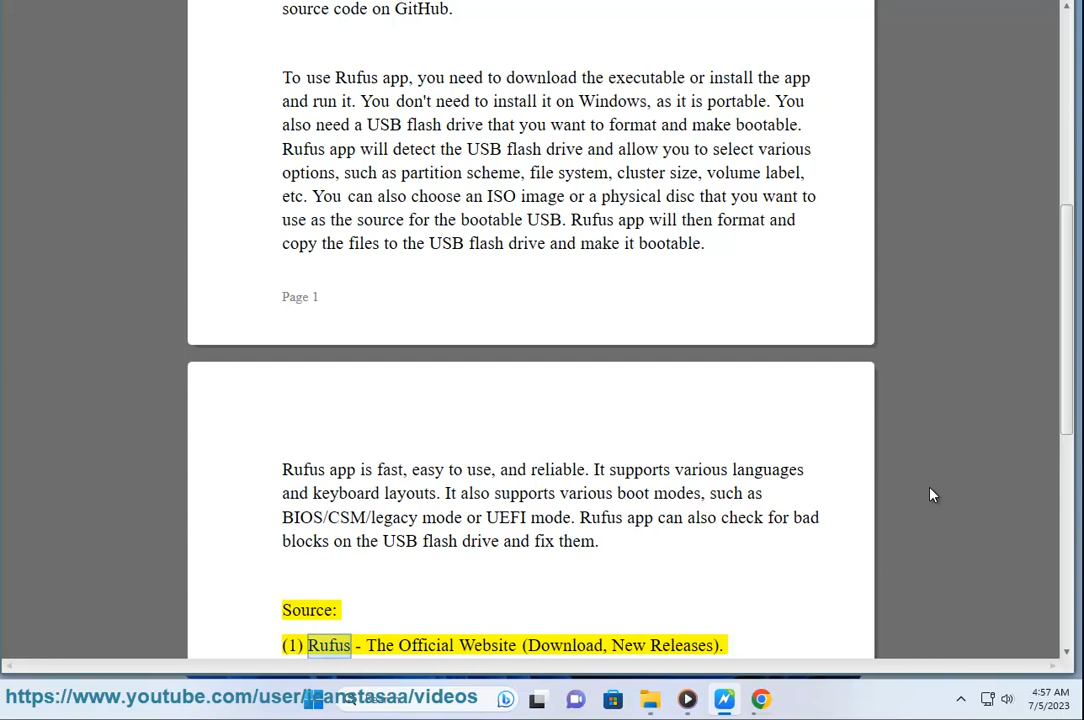 source code on GitHub.
To use Rufus app, you need to download the executable or install the app
and run it. You don't need to install it on Windows, as it is portable. You
also need a USB flash drive that you want to format and make bootable.
Rufus app will detect the USB flash drive and allow you to select various
options, such as partition scheme, file system, cluster size, volume label,
etc. You can also choose an ISO image or a physical disc that you want to
use as the source for the bootable USB. Rufus app will then format and
copy the files to the USB flash drive and make it bootable.
Page 1
Rufus app is fast, easy to use, and reliable. It supports various languages
and keyboard layouts. It also supports various boot modes, such as
BIOS/CSM/legacy mode or UEFI mode. Rufus app can also check for bad
blocks on the USB flash drive and fix them.
Source:
(1) Rufus - The Official Website (Download, New Releases).
4:57 AM
7/5/2023